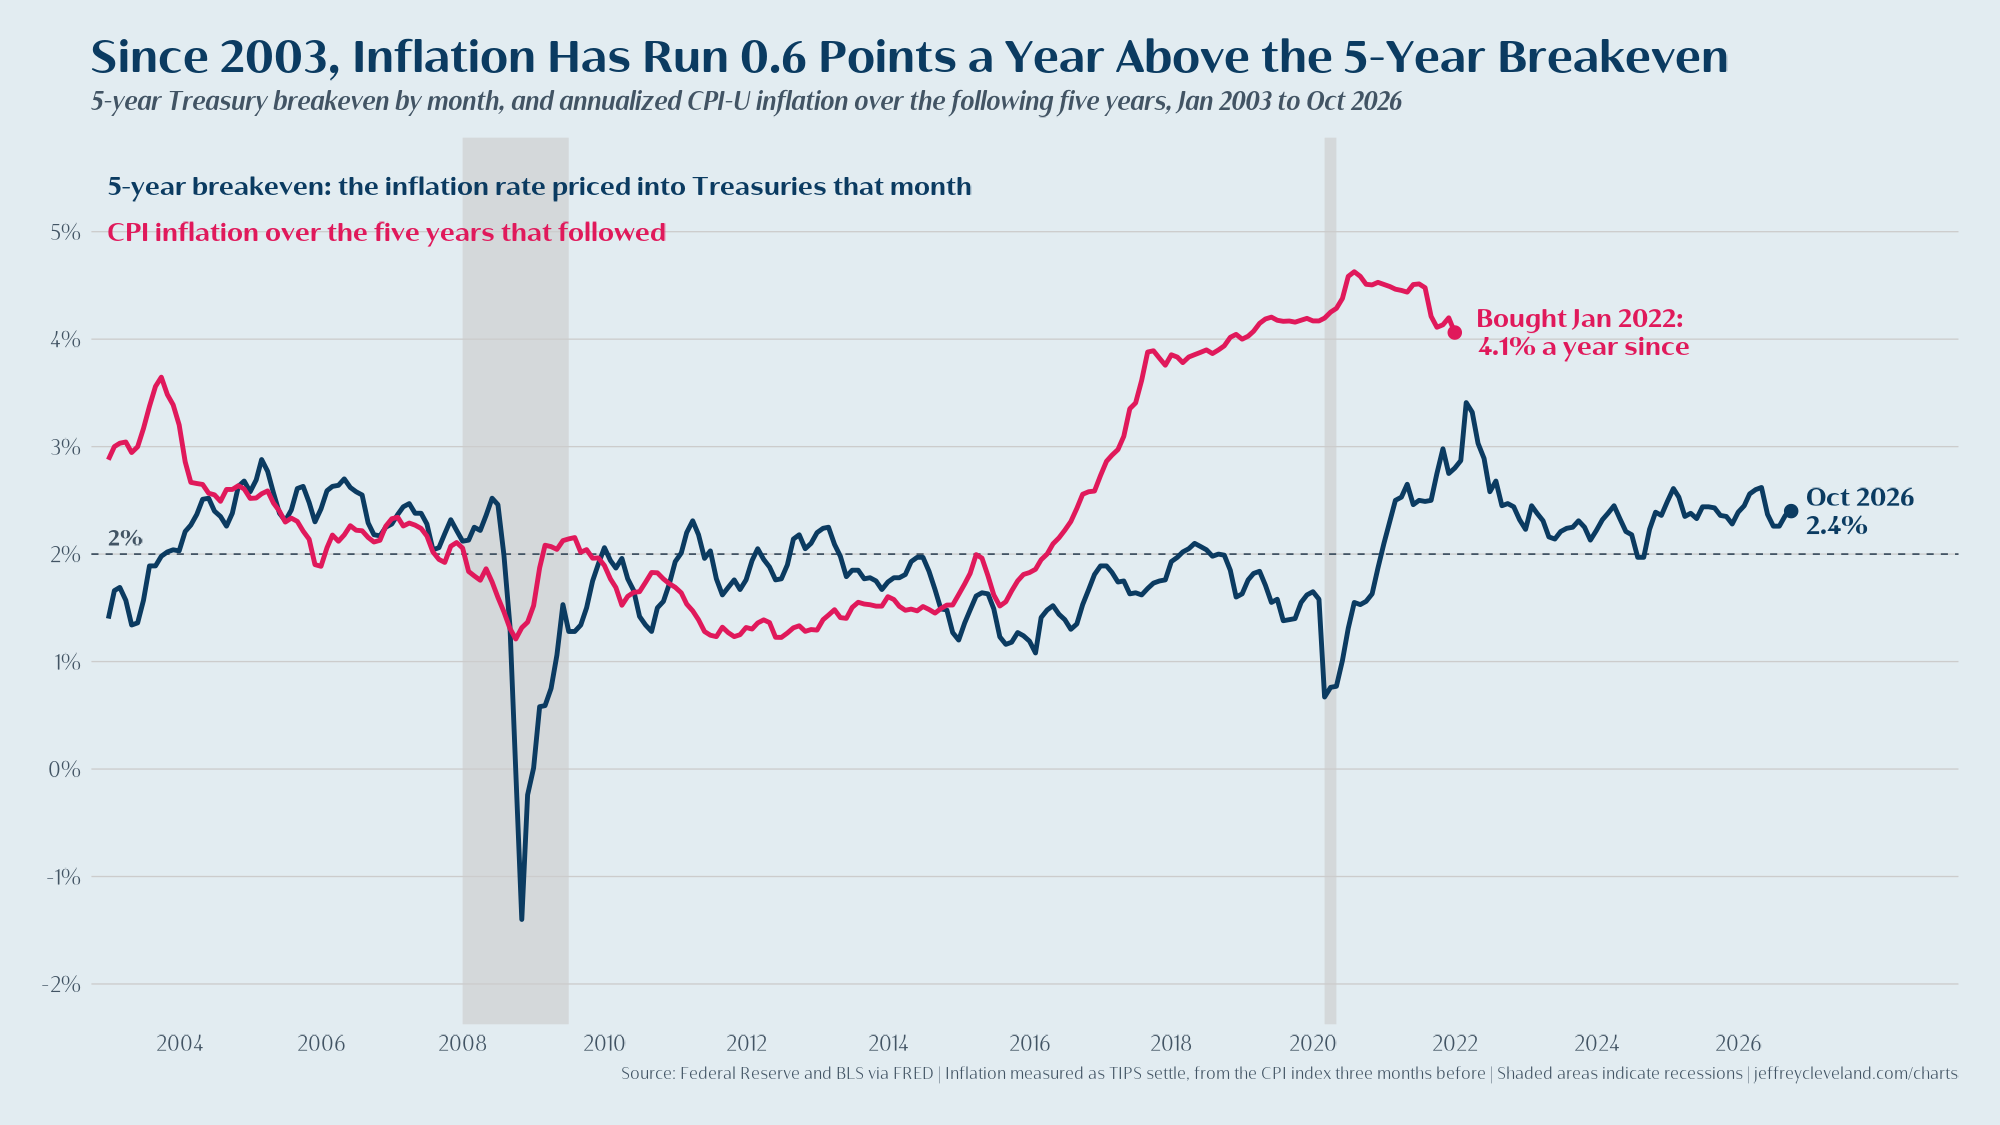 Since 2003, Inflation Has Run 0.6 Points a Year Above the 5-Year Breakeven
5-year Treasury breakeven by month, and annualized CPI-U inflation over the following five years, Jan 2003 to Oct 2026
5-year breakeven: the inflation rate priced into Treasuries that month
CPI inflation over the five years that followed
5%
4%
3%
2%
1%
0%
-1%
-2%
2%
Bought Jan 2022:
4.1% a year since
Oct 2026
2.4%
2004 2006 2008 2010 2012 2014 2016 2018 2020 2022 2024 2026
Source: Federal Reserve and BLS via FRED | Inflation measured as TIPS settle, from the CPI index three months before | Shaded areas indicate recessions | jeffreycleveland.com/charts